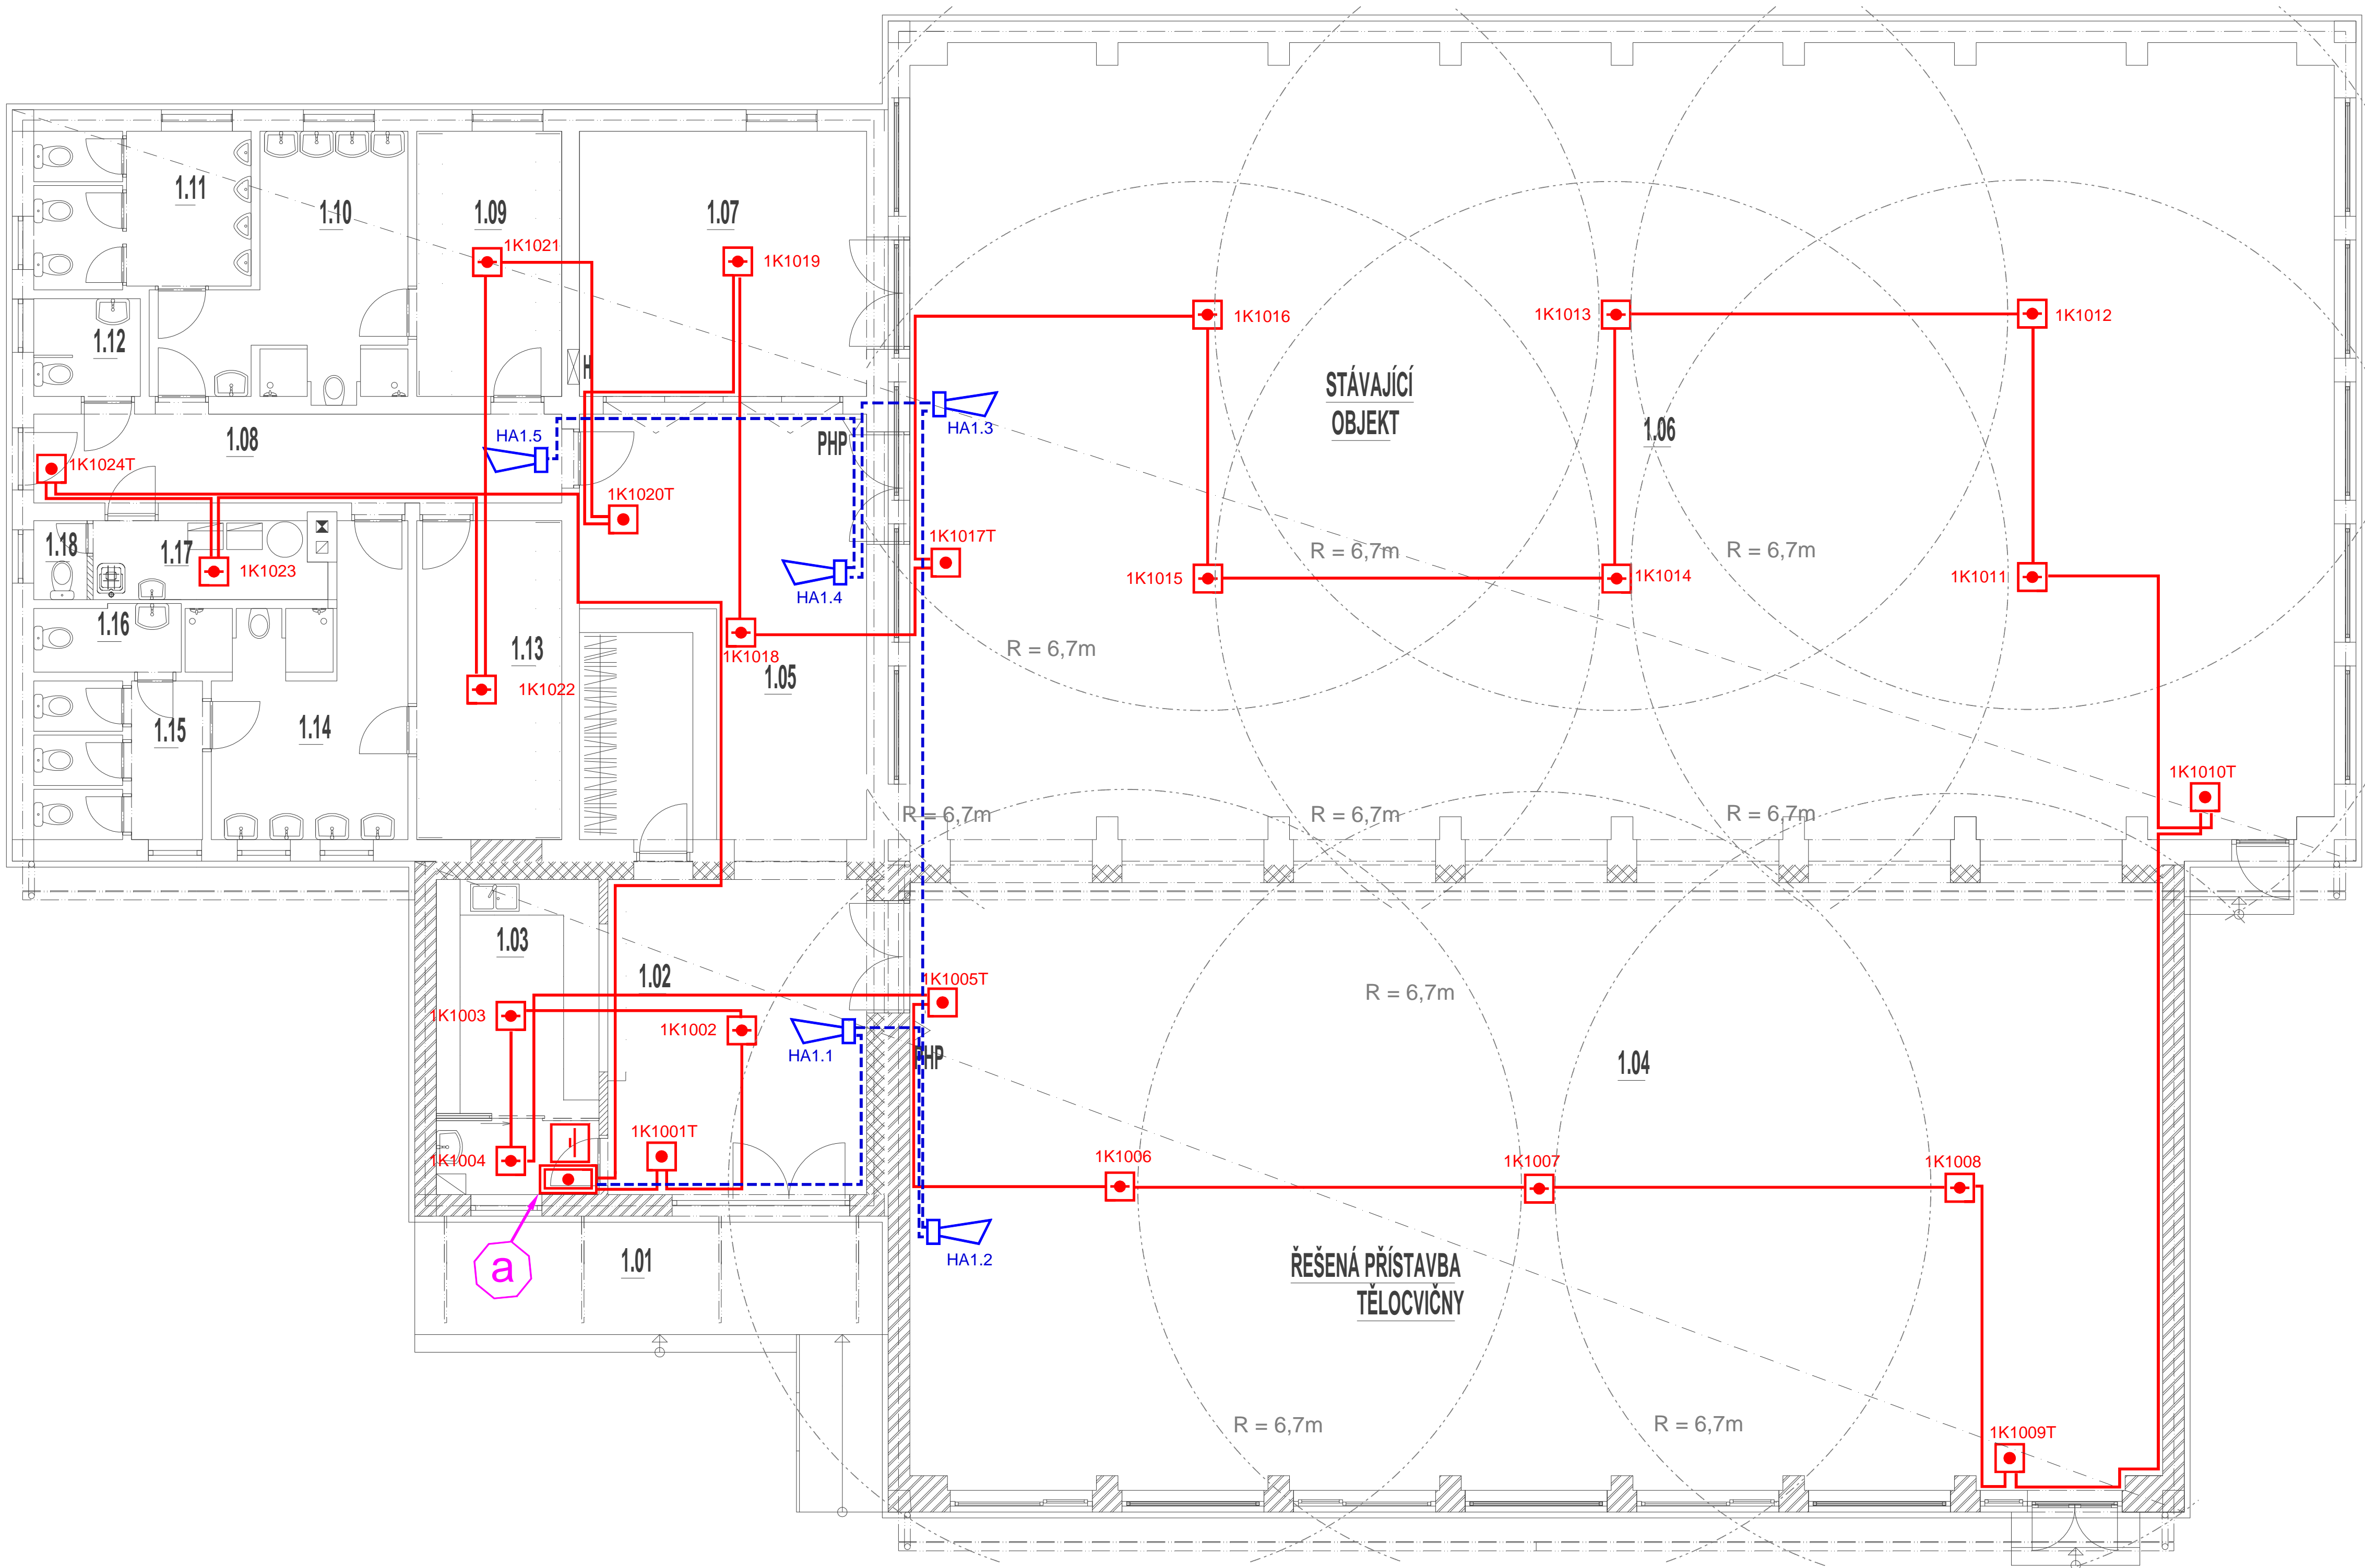 1.11
1.10
1.09
1.07
1K1021
1K1019
1K1016
1K1013
1K1012
1.12
H
STÁVAJÍCÍ
OBJEKT
1.06
HA1.3
HA1.5
1.08
PHP
1K1024T
1K1020T
1K1017T
1.18
1.17
1K1023
R = 6,7m
R = 6,7m
1K1015
1K1014
1K1011
HA1.4
1.16
1.13
1K1018
R = 6,7m
1.05
1K1022
1.15
1.14
1K1010T
R = 6,7m
R = 6,7m
R = 6,7m
1.03
1.02
1K1005T
R = 6,7m
1K1003
1K1002
HA1.1
PHP
1.04
1K1001T
1K1004
1K1006
1K1007
1K1008
a
1.01
HA1.2
ŘEŠENÁ PŘÍSTAVBA
TĚLOCVIČNY
R = 6,7m
R = 6,7m
1K1009T